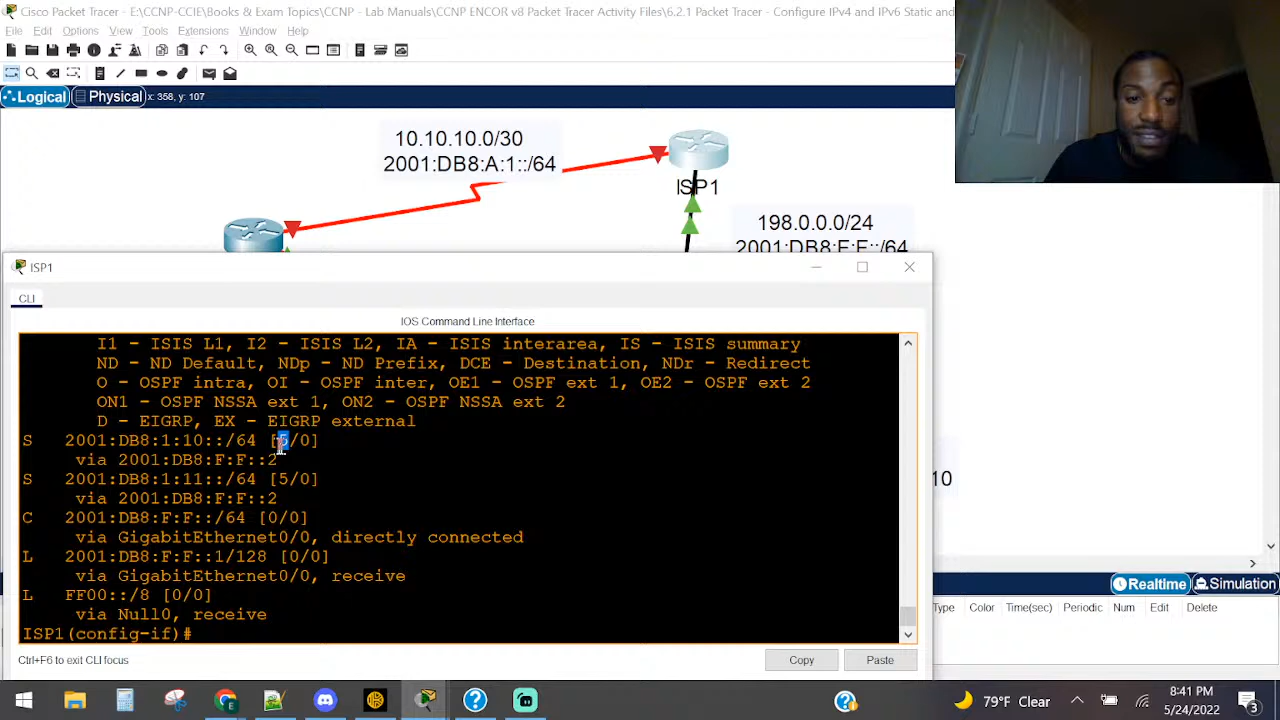 Cisco Packet Tracer - E:\CCNP-CCIE\Books & Exam Topics\CCNP - Lab Manuals\CCNP ENCOR v8 Packet Tracer Activity Files\6.2.1 Packet Tracer - Configure IPv4 and IPv6 Static and
File Edit Options View Tools Extensions Window Help
Logical Physical x: 358, y: 107
10.10.10.0/30
2001:DB8:A:1::/64
ISP1
198.0.0.0/24
2001:DB8:F:F::/64
10
ISP1
CLI
IOS Command Line Interface
I1 - ISIS L1, I2 - ISIS L2, IA - ISIS interarea, IS - ISIS summary
ND - ND Default, NDp - ND Prefix, DCE - Destination, NDr - Redirect
O - OSPF intra, OI - OSPF inter, OE1 - OSPF ext 1, OE2 - OSPF ext 2
ON1 - OSPF NSSA ext 1, ON2 - OSPF NSSA ext 2
D - EIGRP, EX - EIGRP external
S 2001:DB8:1:10::/64 [5/0]
via 2001:DB8:F:F::2
S 2001:DB8:1:11::/64 [5/0]
via 2001:DB8:F:F::2
C 2001:DB8:F:F::/64 [0/0]
via GigabitEthernet0/0, directly connected
L 2001:DB8:F:F::1/128 [0/0]
via GigabitEthernet0/0, receive
L FF00::/8 [0/0]
via Null0, receive
ISP1(config-if)#
Ctrl+F6 to exit CLI focus
Copy
Paste
Realtime Simulation
Type Color Time(sec) Periodic Num Edit Delete
79°F Clear
8:41 PM
5/24/2022
3